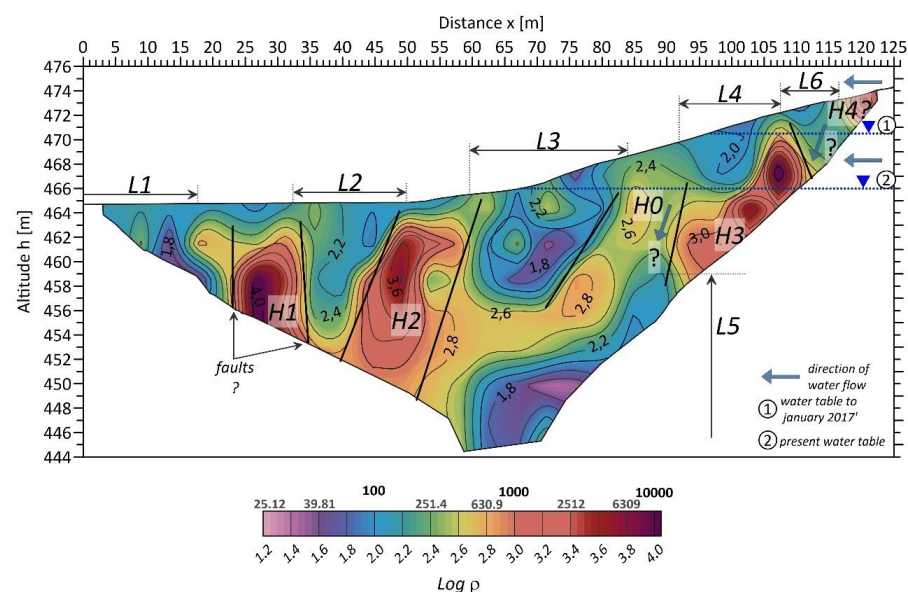 Distance x [m]
0 5 10 15 20 25 30 35 40 45 50 55 60 65 70 75 80 85 90 95 100 105 110 115 120 125
Altitude h [m]
476
474
472
470
468
466
464
462
460
458
456
454
452
450
448
446
444
L1 L2 L3 L4 L6
L5
H4?
?
H0
?
H3
H1
H2
1
2
1,8
4,0
2,2
2,4
3,6
2,8
2,2
1,8
2,6
2,8
2,2
1,8
2,6
2,4
2,0
3,0
faults
?
direction of
water flow
1 water table to
january 2017'
2 present water table
100 1000 10000
25.12 39.81 251.4 630.9 2512 6309
1.2 1.4 1.6 1.8 2.0 2.2 2.4 2.6 2.8 3.0 3.2 3.4 3.6 3.8 4.0
Log ρ